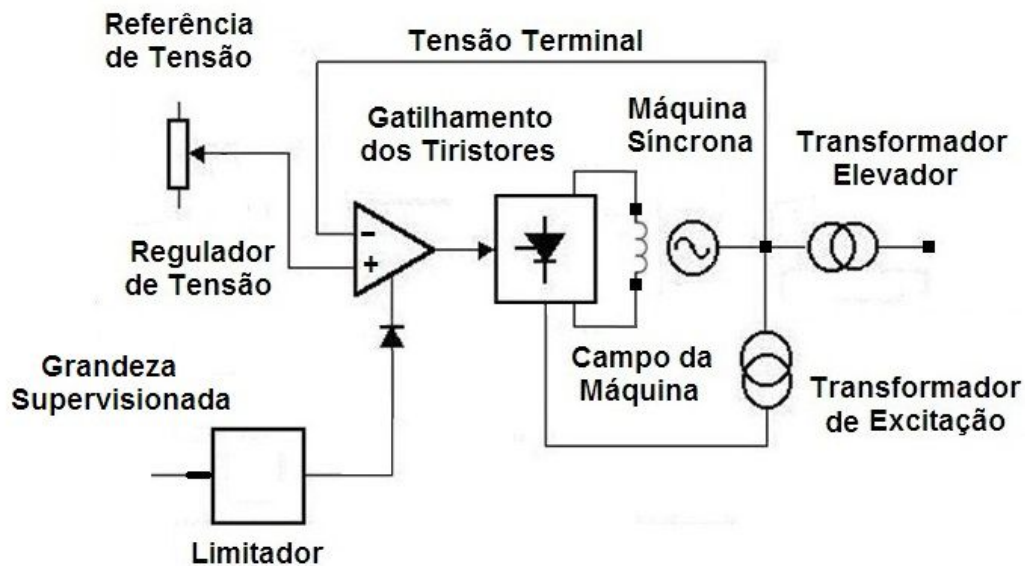 Referência
de Tensão
Tensão Terminal
Gatilhamento
dos Tiristores
Máquina
Síncrona
Transformador
Elevador
-
+
Regulador
de Tensão
Campo da
Máquina
Grandeza
Supervisionada
Transformador
de Excitação
Limitador